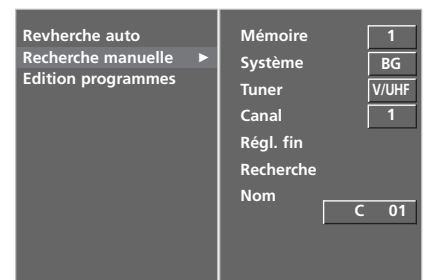 Revherche auto
Recherche manuelle ►
Edition programmes
Mémoire 1
Système BG
Tuner V/UHF
Canal 1
Régl. fin
Recherche
Nom
C 01